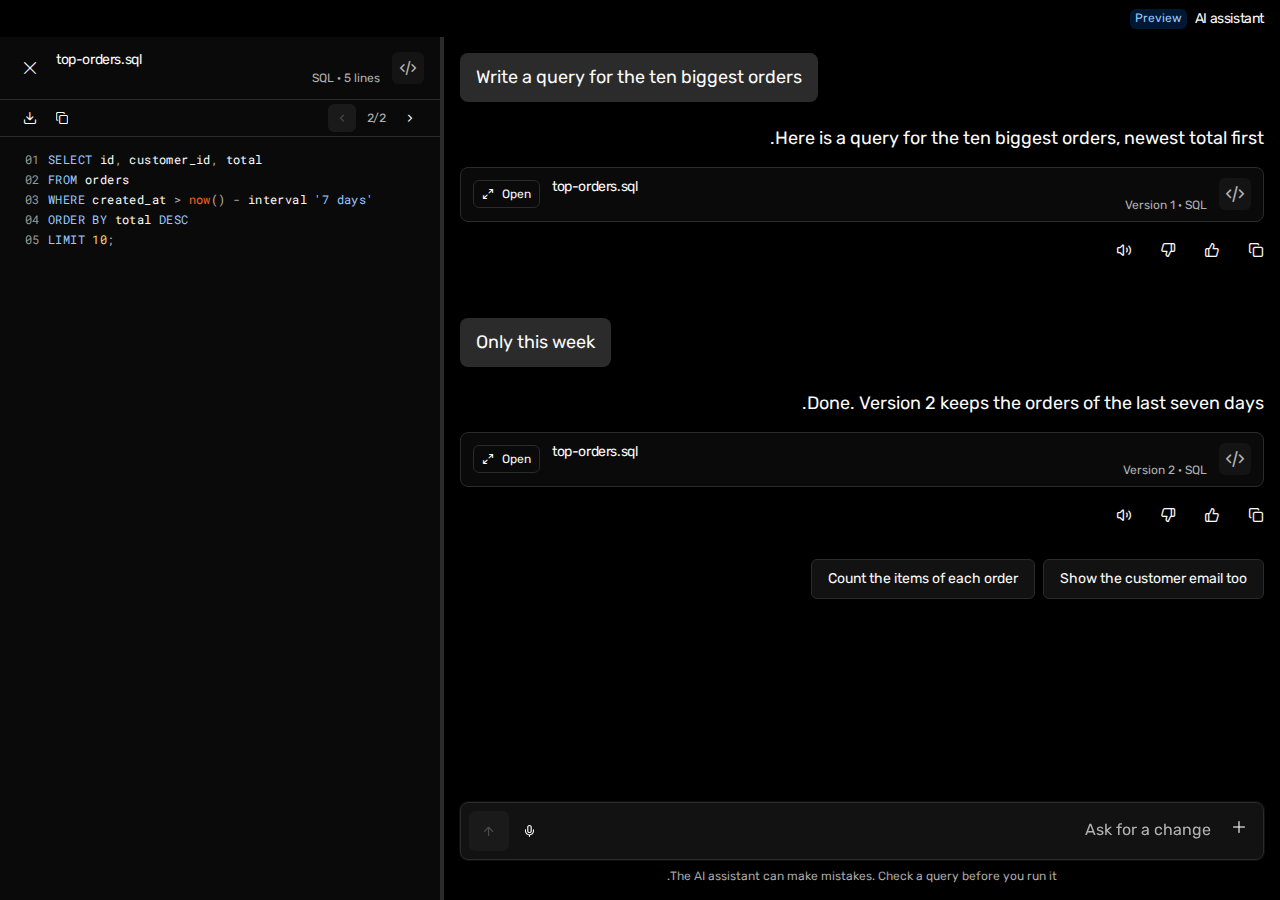 Preview AI assistant
top-orders.sql
SQL • 5 lines
2/2
01 SELECT id, customer_id, total
02 FROM orders
03 WHERE created_at > now() - interval '7 days'
04 ORDER BY total DESC
05 LIMIT 10;
Write a query for the ten biggest orders
.Here is a query for the ten biggest orders, newest total first
Open
top-orders.sql
Version 1 • SQL
Only this week
.Done. Version 2 keeps the orders of the last seven days
Open
top-orders.sql
Version 2 • SQL
Count the items of each order
Show the customer email too
Ask for a change
.The AI assistant can make mistakes. Check a query before you run it